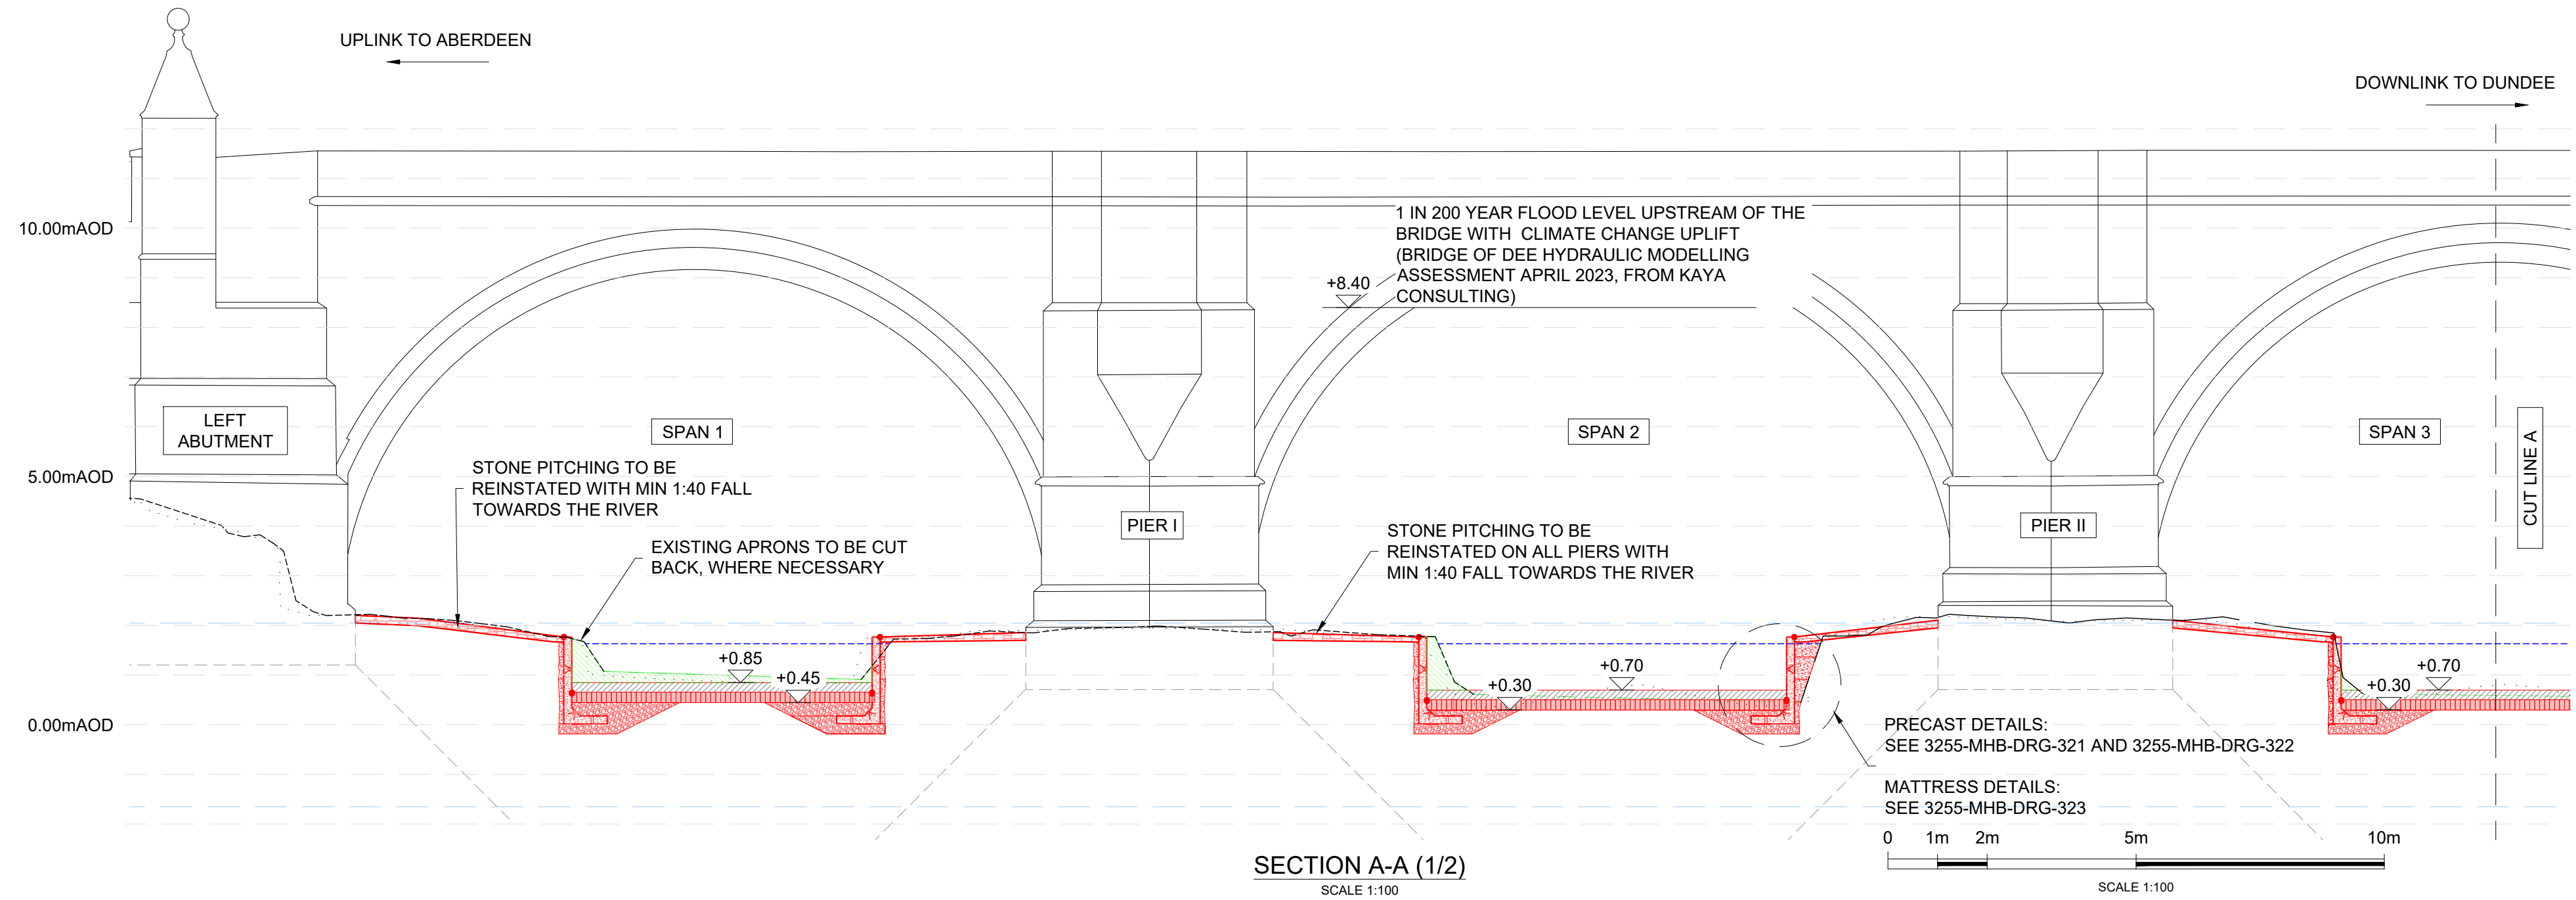 UPLINK TO ABERDEEN
DOWNLINK TO DUNDEE
10.00mAOD
1 IN 200 YEAR FLOOD LEVEL UPSTREAM OF THE
BRIDGE WITH CLIMATE CHANGE UPLIFT
(BRIDGE OF DEE HYDRAULIC MODELLING
ASSESSMENT APRIL 2023, FROM KAYA
CONSULTING)
+8.40
LEFT
ABUTMENT
SPAN 1
SPAN 2
SPAN 3
CUT LINE A
5.00mAOD
STONE PITCHING TO BE
REINSTATED WITH MIN 1:40 FALL
TOWARDS THE RIVER
PIER I
PIER II
EXISTING APRONS TO BE CUT
BACK, WHERE NECESSARY
STONE PITCHING TO BE
REINSTATED ON ALL PIERS WITH
MIN 1:40 FALL TOWARDS THE RIVER
+0.85
+0.45
+0.70
+0.30
+0.70
+0.30
0.00mAOD
PRECAST DETAILS:
SEE 3255-MHB-DRG-321 AND 3255-MHB-DRG-322
MATTRESS DETAILS:
SEE 3255-MHB-DRG-323
0 1m 2m 5m 10m
SCALE 1:100
SECTION A-A (1/2)
SCALE 1:100